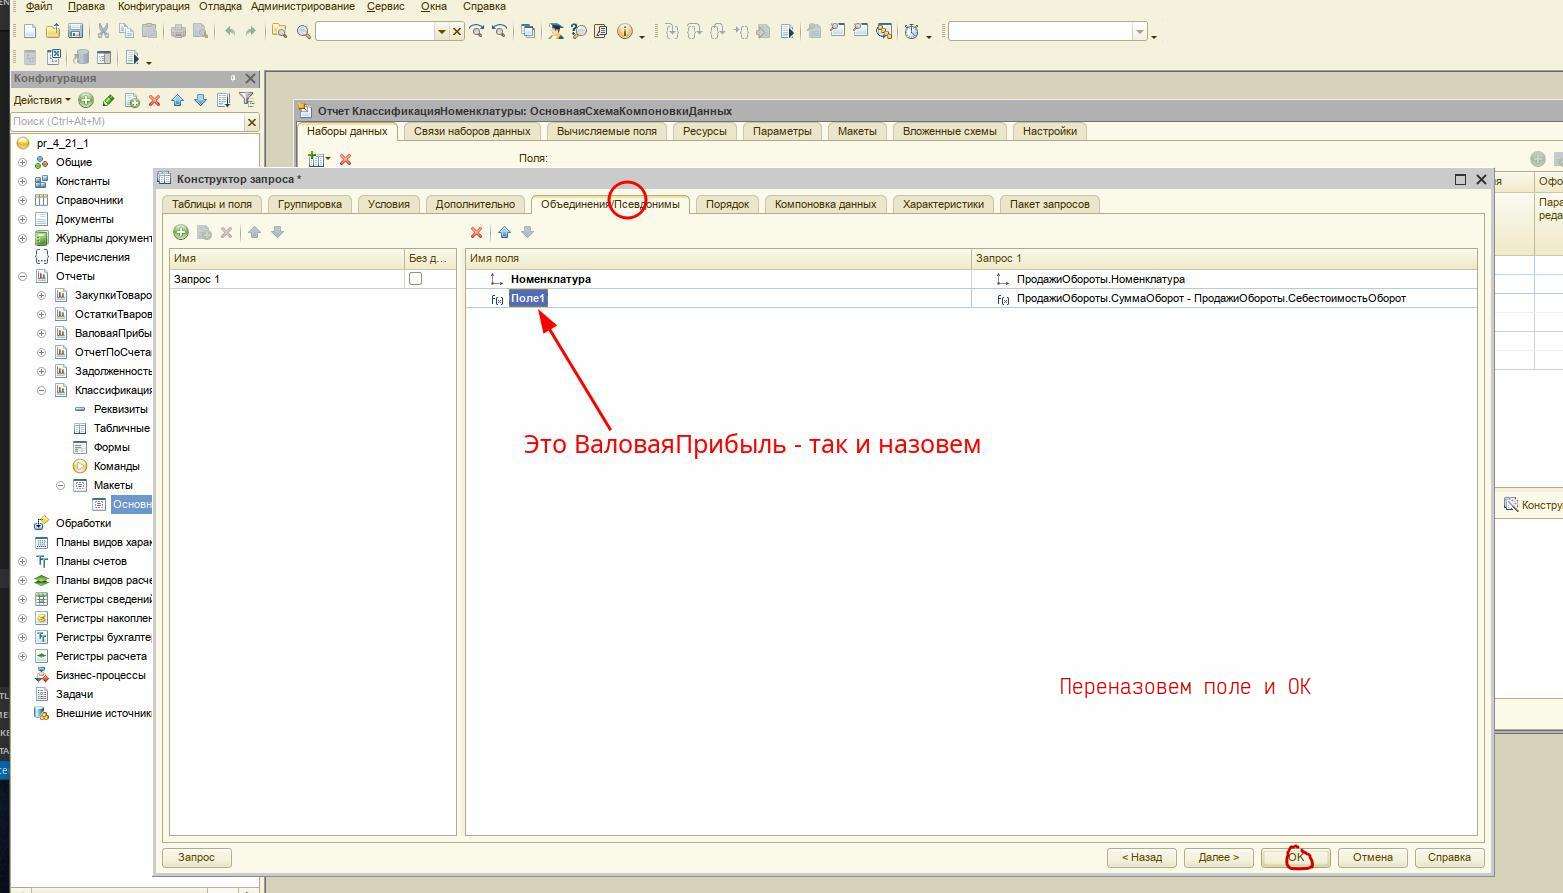 Файл Правка Конфигурация Отладка Администрирование Сервис Окна Справка
Конфигурация
Действия
Поиск (Ctrl+Alt+M)
pr_4_21_1
Общие
Константы
Справочники
Документы
Журналы документ
Перечисления
Отчеты
ЗакупкиТоваро
ОстаткиТваров
ВаловаяПрибы
ОтчетПоСчета
Задолженность
Классификация
Реквизиты
Табличные
Формы
Команды
Макеты
Основн
Обработки
Планы видов харак
Планы счетов
Планы видов расче
Регистры сведений
Регистры накоплен
Регистры бухгалте
Регистры расчета
Бизнес-процессы
Задачи
Внешние источник
Отчет КлассификацияНоменклатуры: ОсновнаяСхемаКомпоновкиДанных
Наборы данных Связи наборов данных Вычисляемые поля Ресурсы Параметры Макеты Вложенные схемы Настройки
Поля:
Офо
Пара
реда
Констру
Конструктор запроса *
Таблицы и поля Группировка Условия Дополнительно Объединения/Псевдонимы Порядок Компоновка данных Характеристики Пакет запросов
Имя Без д... Имя поля Запрос 1
Запрос 1 Номенклатура ПродажиОбороты.Номенклатура
Поле1 ПродажиОбороты.СуммаОборот - ПродажиОбороты.СебестоимостьОборот
Это ВаловаяПрибыль - так и назовем
Переназовем поле и ОК
Запрос < Назад Далее > OK Отмена Справка